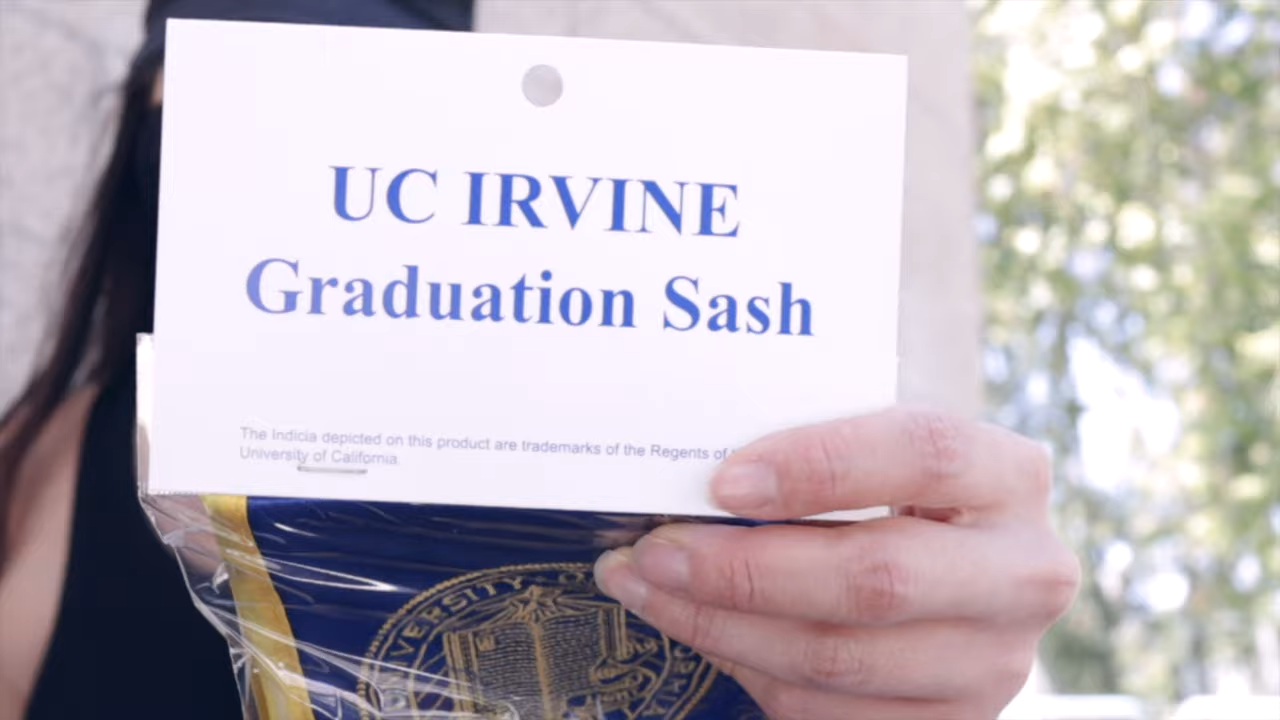 UC IRVINE
Graduation Sash
The Indicia depicted on this product are trademarks of the Regents of
University of California.
UNIVERSITY O